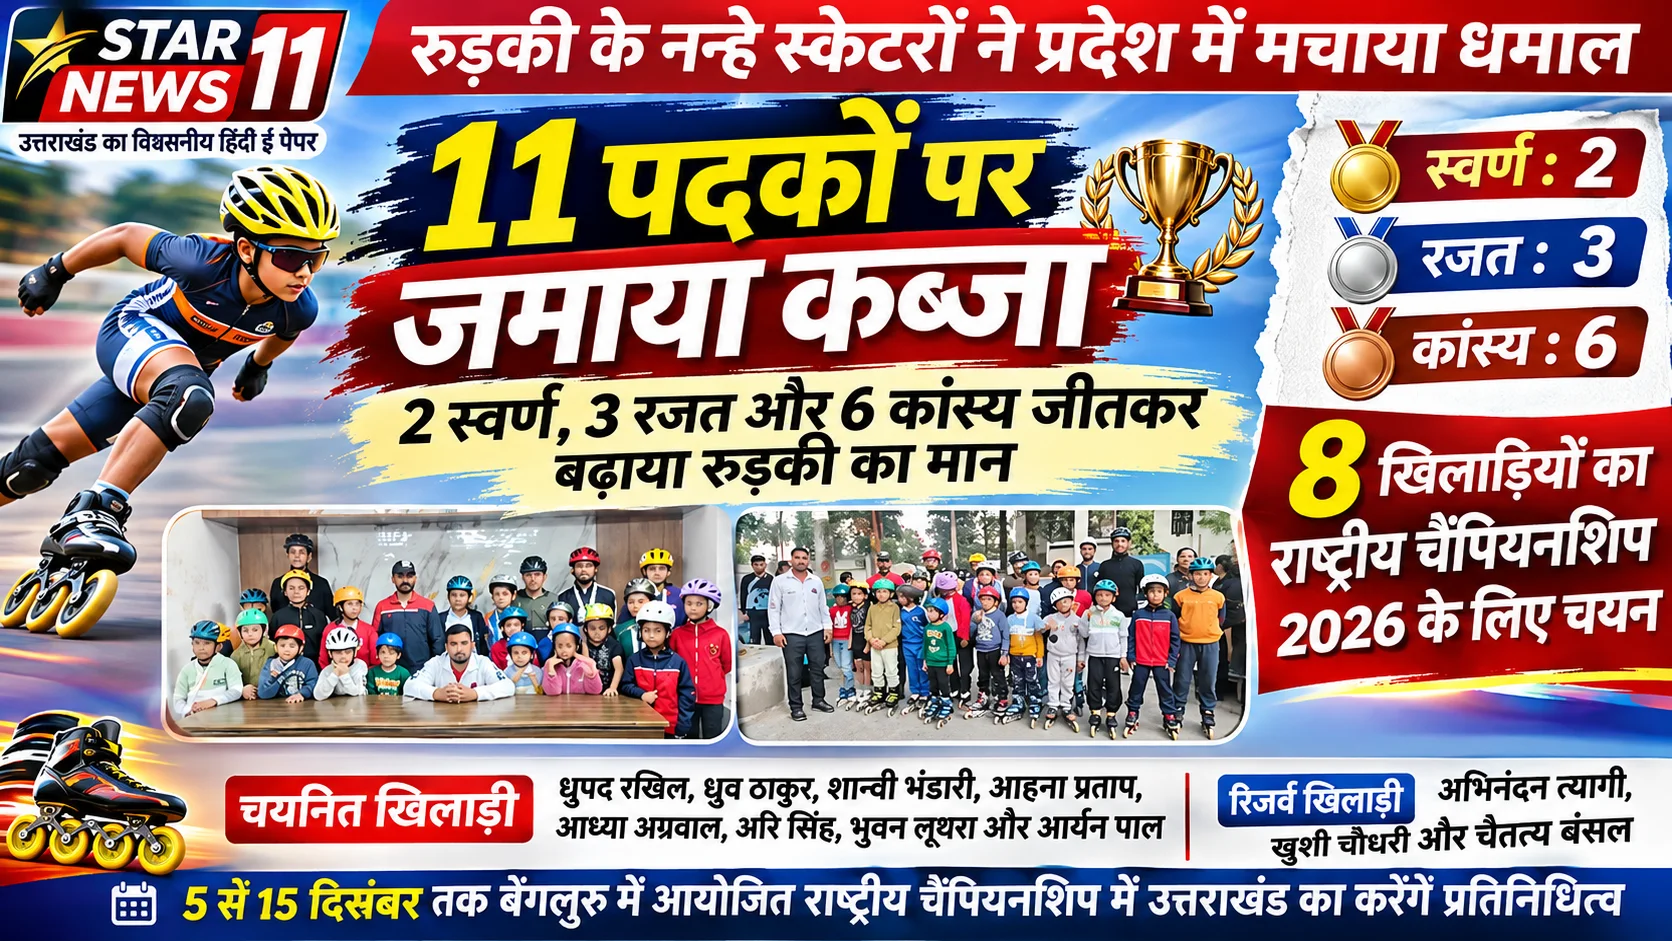 STAR NEWS 11
उत्तराखंड का विश्वसनीय हिंदी ई पेपर
रुड़की के नन्हे स्केटरों ने प्रदेश में मचाया धमाल
11 पदकों पर
जमाया कब्जा
2 स्वर्ण, 3 रजत और 6 कांस्य जीतकर
बढ़ाया रुड़की का मान
स्वर्ण : 2
रजत : 3
कांस्य : 6
8 खिलाड़ियों का
राष्ट्रीय चैंपियनशिप
2026 के लिए चयन
चयनित खिलाड़ी
धुपद रखिल, धुव ठाकुर, शान्वी भंडारी, आहना प्रताप,
आध्या अग्रवाल, अरि सिंह, भुवन लूथरा और आर्यन पाल
रिजर्व खिलाड़ी
अभिनंदन त्यागी,
खुशी चौधरी और चैतत्य बंसल
5 सें 15 दिसंबर तक बेंगलुरु में आयोजित राष्ट्रीय चैंपियनशिप में उत्तराखंड का करेंगें प्रतिनिधित्व